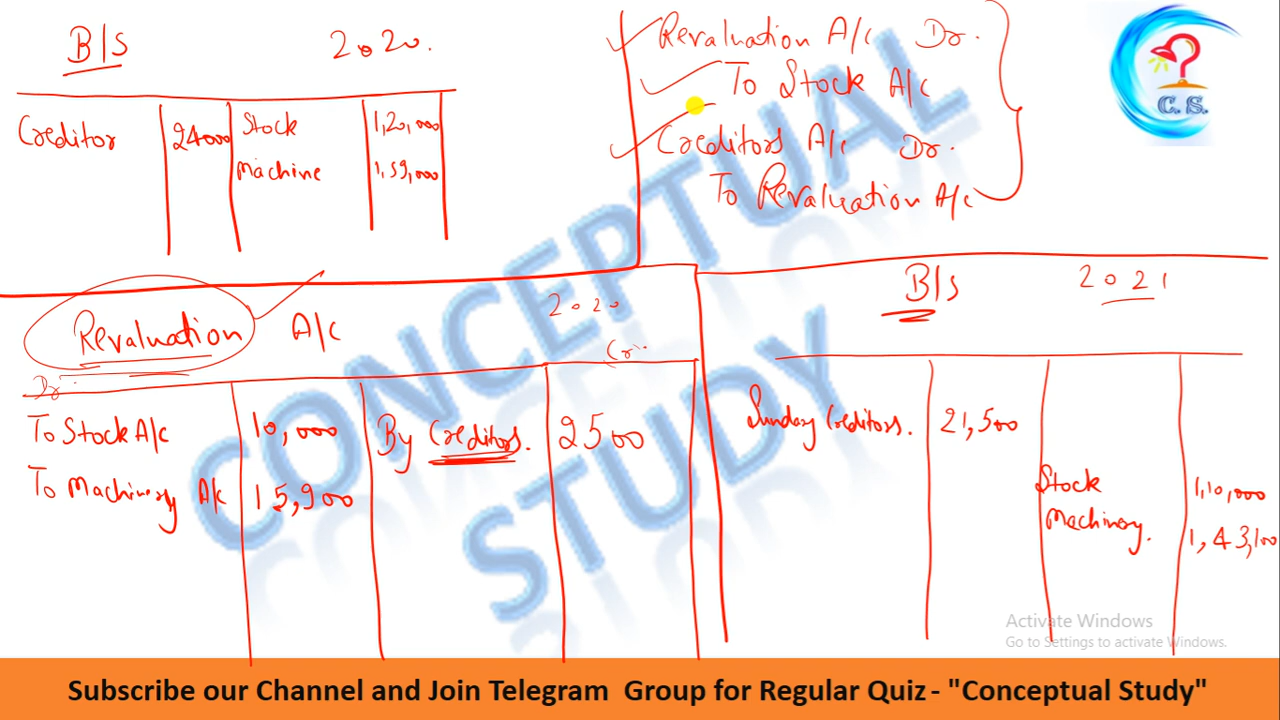 B/S 2020.
Creditor 24000 Stock 1,20,000
Machine 1,59,000
Revaluation A/c Dr.
To Stock A/c
Creditors A/c Dr.
To Revaluation A/c
C. S.
Revaluation A/c 2020
Dr. Cr.
To Stock A/c 10,000 By Creditors. 2500
To Machinery A/c 15,900
B/S 2021
Sunday Creditors. 21,500
Stock 1,10,000
Machinery. 1,43,100
CONCEPTUAL
STUDY
Activate Windows
Go to Settings to activate Windows.
Subscribe our Channel and Join Telegram Group for Regular Quiz - "Conceptual Study"